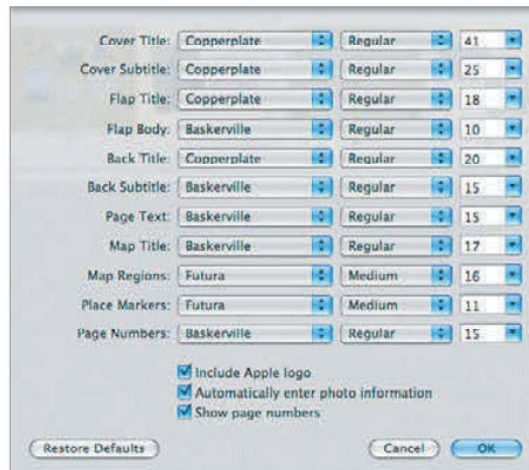 Cover Title: Copperplate Regular 41
Cover Subtitle: Copperplate Regular 25
Flap Title: Copperplate Regular 18
Flap Body: Baskerville Regular 10
Back Title: Copperplate Regular 20
Back Subtitle: Baskerville Regular 15
Page Text: Baskerville Regular 15
Map Title: Baskerville Regular 17
Map Regions: Futura Medium 16
Place Markers: Futura Medium 11
Page Numbers: Baskerville Regular 15
Include Apple logo
Automatically enter photo information
Show page numbers
Restore Defaults Cancel OK